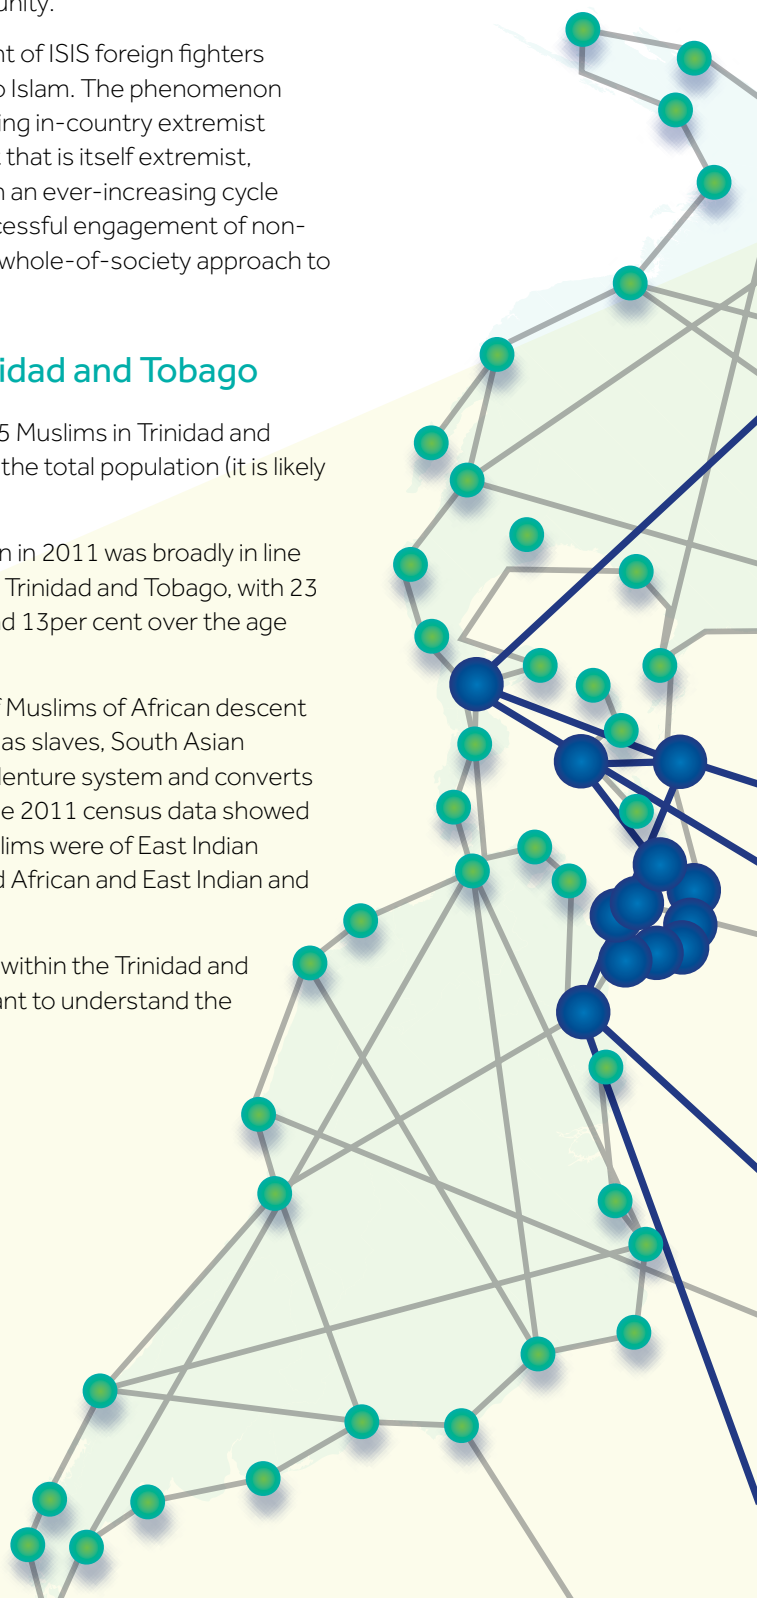 unity.
nt of ISIS foreign fighters
o Islam. The phenomenon
ing in-country extremist
that is itself extremist,
n an ever-increasing cycle
cessful engagement of non-
whole-of-society approach to
idad and Tobago
5 Muslims in Trinidad and
the total population (it is likely
n in 2011 was broadly in line
Trinidad and Tobago, with 23
nd 13per cent over the age
f Muslims of African descent
as slaves, South Asian
denture system and converts
e 2011 census data showed
lims were of East Indian
d African and East Indian and
within the Trinidad and
ant to understand the